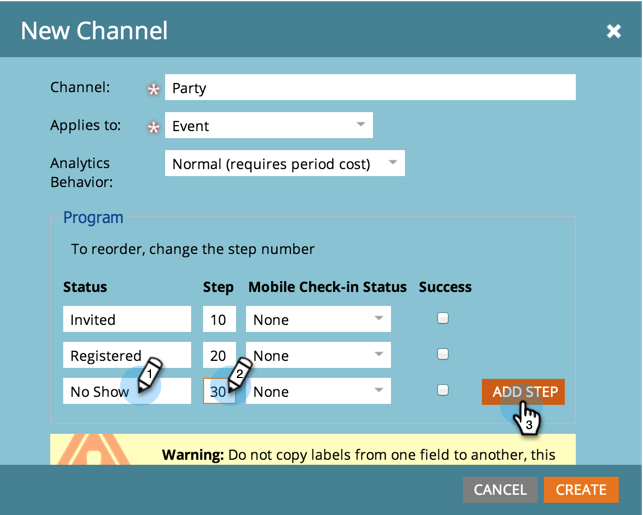 New Channel
Channel: * Party
Applies to: * Event
Analytics Behavior: Normal (requires period cost)
Program
To reorder, change the step number
Status Step Mobile Check-in Status Success
Invited 10 None
Registered 20 None
No Show 1 30 2 None ADD STEP
3
Warning: Do not copy labels from one field to another, this
CANCEL CREATE